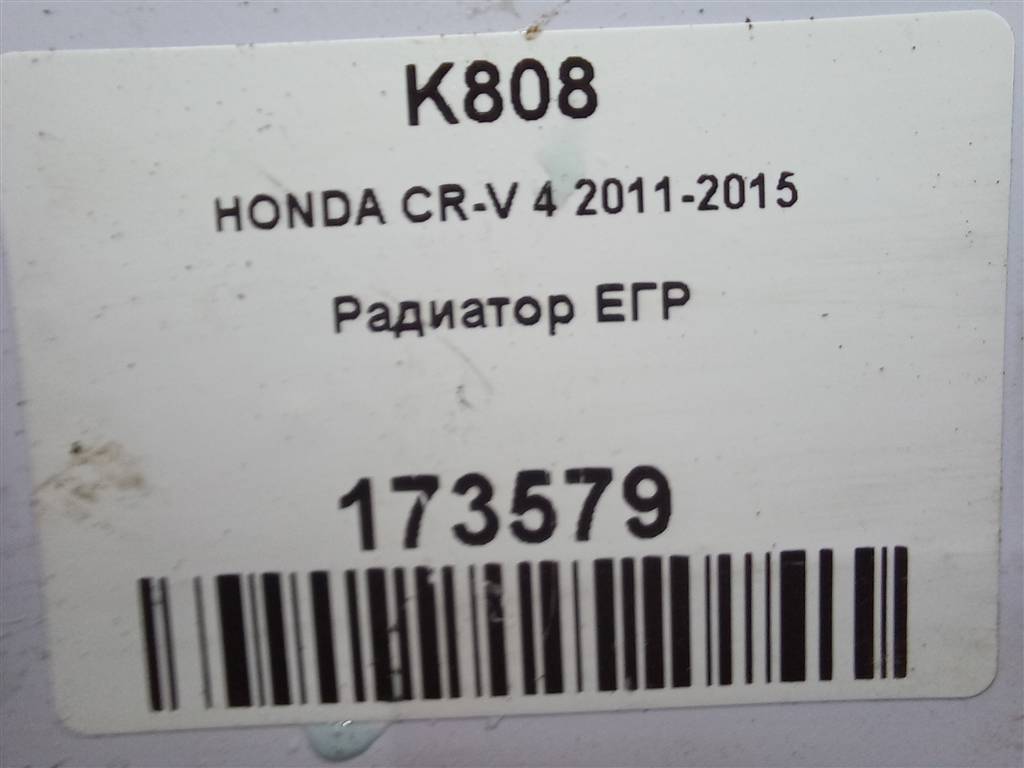 K808
HONDA CR-V 4 2011-2015
Радиатор ЕГР
173579